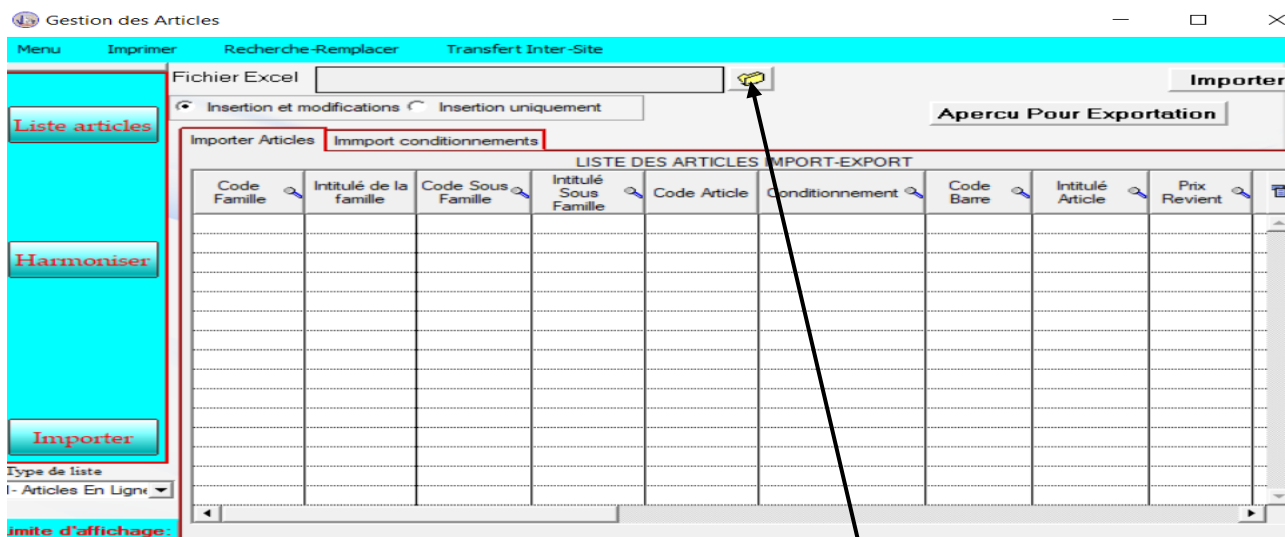 Gestion des Articles
Menu Imprimer Recherche-Remplacer Transfert Inter-Site
Fichier Excel
Importer
Insertion et modifications Insertion uniquement
Apercu Pour Exportation
Liste articles
Importer Articles Immport conditionnements
LISTE DES ARTICLES IMPORT-EXPORT
Code Famille
Intitulé de la famille
Code Sous Famille
Intitulé Sous Famille
Code Article
Conditionnement
Code Barre
Intitulé Article
Prix Revient
Harmoniser
Importer
Type de liste
- Articles En Ligne
imite d'affichage: